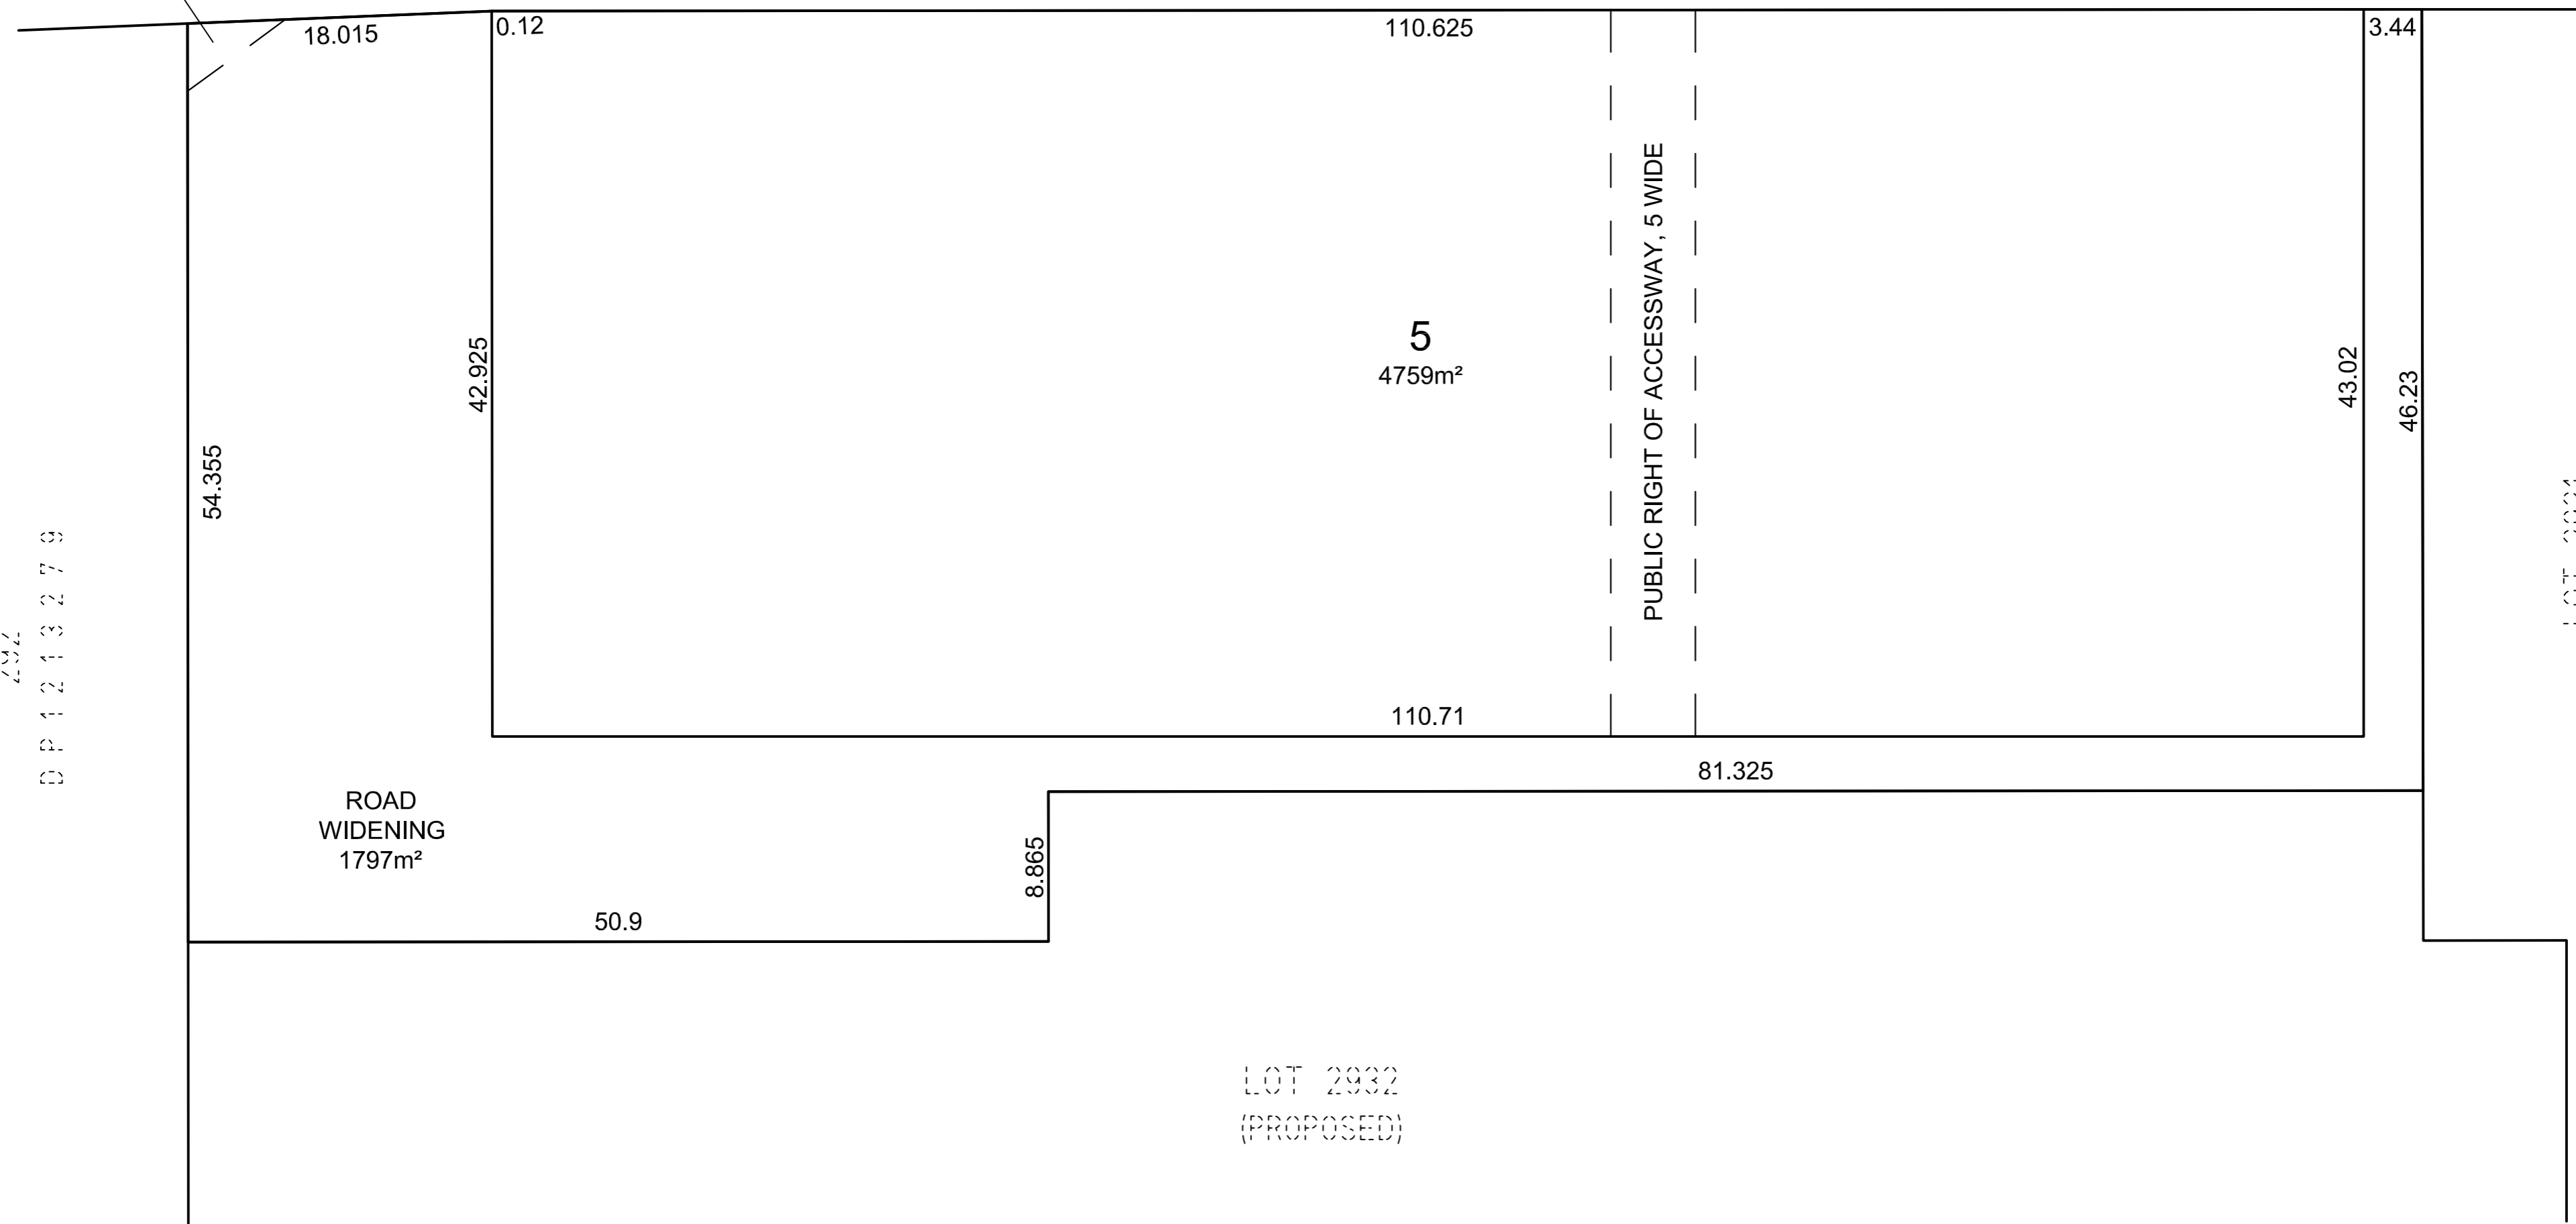 18.015
0.12
110.625
3.44
42.925
5
4759m²
PUBLIC RIGHT OF ACCESSWAY, 5 WIDE
43.02
46.23
54.355
DP1213279
110.71
81.325
ROAD
WIDENING
1797m²
8.865
50.9
LOT 2932
(PROPOSED)